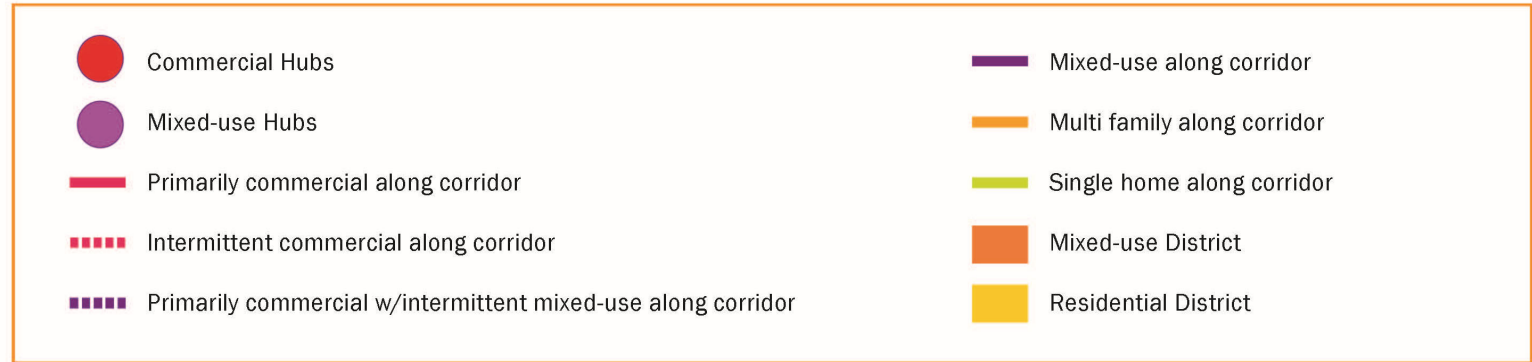 Commercial Hubs
Mixed-use Hubs
Primarily commercial along corridor
Intermittent commercial along corridor
Primarily commercial w/intermittent mixed-use along corridor
Mixed-use along corridor
Multi family along corridor
Single home along corridor
Mixed-use District
Residential District